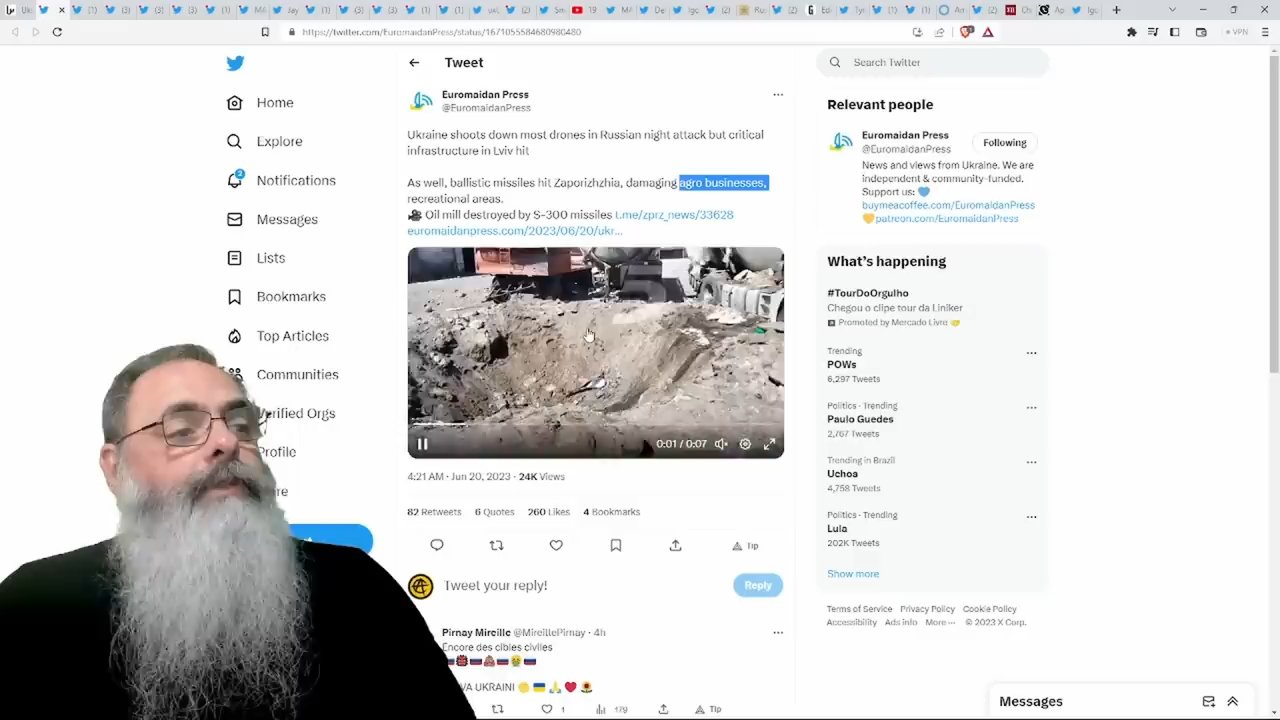 https://twitter.com/EuromaidanPress/status/1671055584680980480
VPN
Home
Explore
2
Notifications
Messages
Lists
Bookmarks
Top Articles
Communities
Verified Orgs
Profile
Tweet
Euromaidan Press
@EuromaidanPress
Ukraine shoots down most drones in Russian night attack but critical
infrastructure in Lviv hit
As well, ballistic missiles hit Zaporizhzhia, damaging agro businesses,
recreational areas.
🎥 Oil mill destroyed by S-300 missiles t.me/zprz_news/33628
euromaidanpress.com/2023/06/20/ukr...
0:01 / 0:07
4:21 AM · Jun 20, 2023 · 24K Views
82 Retweets 6 Quotes 260 Likes 4 Bookmarks
Tip
Tweet your reply!
Reply
Pirnay Mireille @MireillePirnay · 4h
Encore des cibles civiles
VA UKRAINI
1 179 Tip
Search Twitter
Relevant people
Euromaidan Press
@EuromaidanPress
Following
News and views from Ukraine. We are
independent & community-funded.
Support us: 💙
buymeacoffee.com/EuromaidanPress
💛patreon.com/EuromaidanPress
What's happening
#TourDoOrgulho
Chegou o clipe tour da Liniker
Promoted by Mercado Livre 🤝
Trending
POWs
6,297 Tweets
Politics · Trending
Paulo Guedes
2,767 Tweets
Trending in Brazil
Uchoa
4,758 Tweets
Politics · Trending
Lula
202K Tweets
Show more
Terms of Service Privacy Policy Cookie Policy
Accessibility Ads info More ··· © 2023 X Corp.
Messages